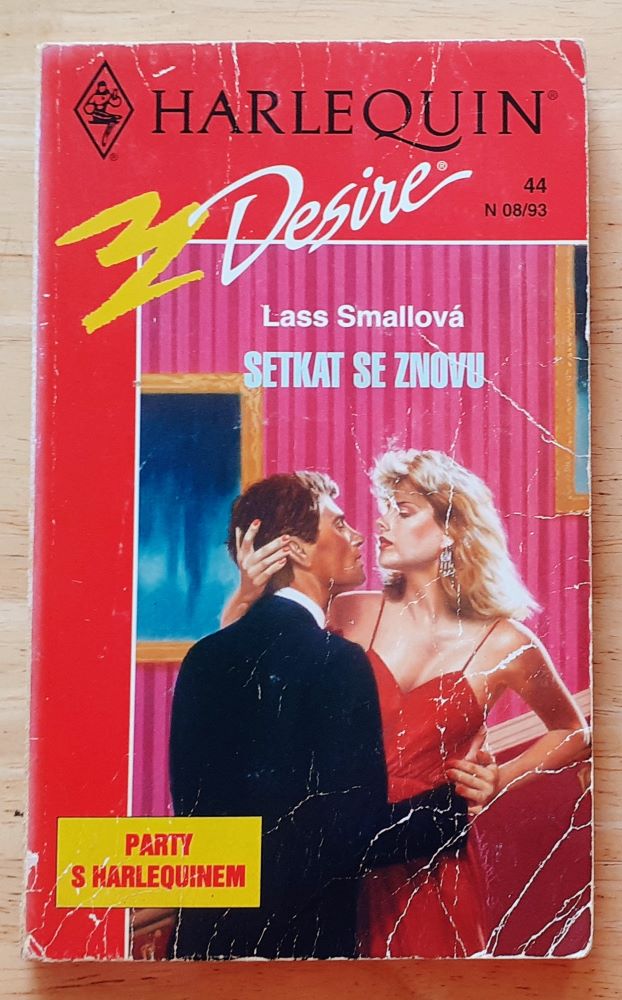 HARLEQUIN®
Desire®
44
N 08/93
Lass Smallová
SETKAT SE ZNOVU
PARTY
S HARLEQUINEM